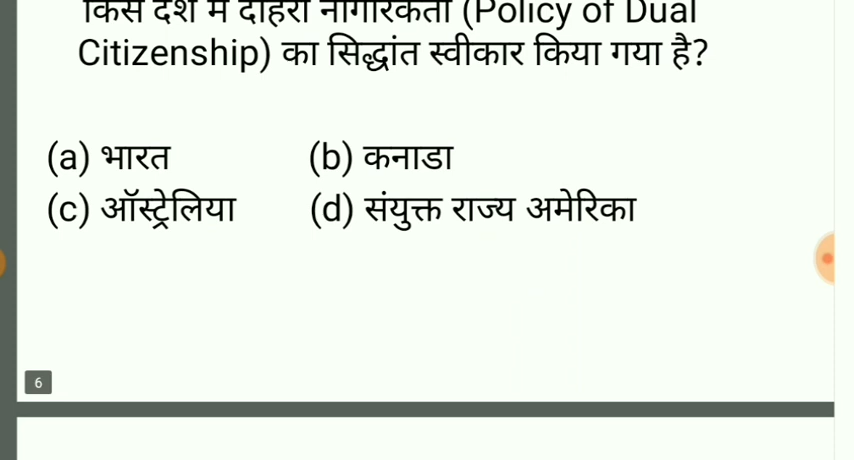 किस देश में दोहरी नागरिकता (Policy of Dual
Citizenship) का सिद्धांत स्वीकार किया गया है?
(a) भारत (b) कनाडा
(c) ऑस्ट्रेलिया (d) संयुक्त राज्य अमेरिका
6